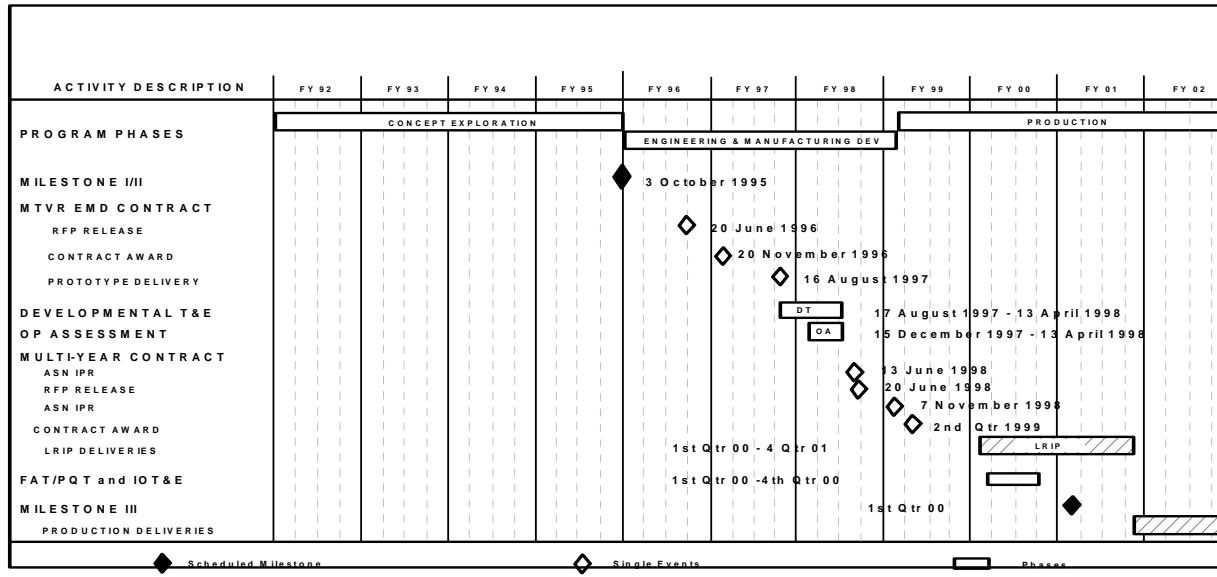 ACTIVITY DESCRIPTION FY 92 FY 93 FY 94 FY 95 FY 96 FY 97 FY 98 FY 99 FY 00 FY 01 FY 02
CONCEPT EXPLORATION PRODUCTION
PROGRAM PHASES
ENGINEERING & MANUFACTURING DEV
MILESTONE I/II 3 October 1995
MTVR EMD CONTRACT
RFP RELEASE 20 June 1996
CONTRACT AWARD 20 November 1996
PROTOTYPE DELIVERY 16 August 1997
DEVELOPMENTAL T&E DT 17 August 1997 - 13 April 1998
OP ASSESSMENT OA 15 December 1997 - 13 April 1998
MULTI-YEAR CONTRACT
ASN IPR 13 June 1998
RFP RELEASE 20 June 1998
ASN IPR 7 November 1998
CONTRACT AWARD 2nd Qtr 1999
LRIP DELIVERIES 1st Qtr 00 - 4 Qtr 01 LRIP
FAT/PQT and IOT&E 1st Qtr 00 -4th Qtr 00
MILESTONE III 1st Qtr 00
PRODUCTION DELIVERIES
Scheduled Milestone Single Events Phases